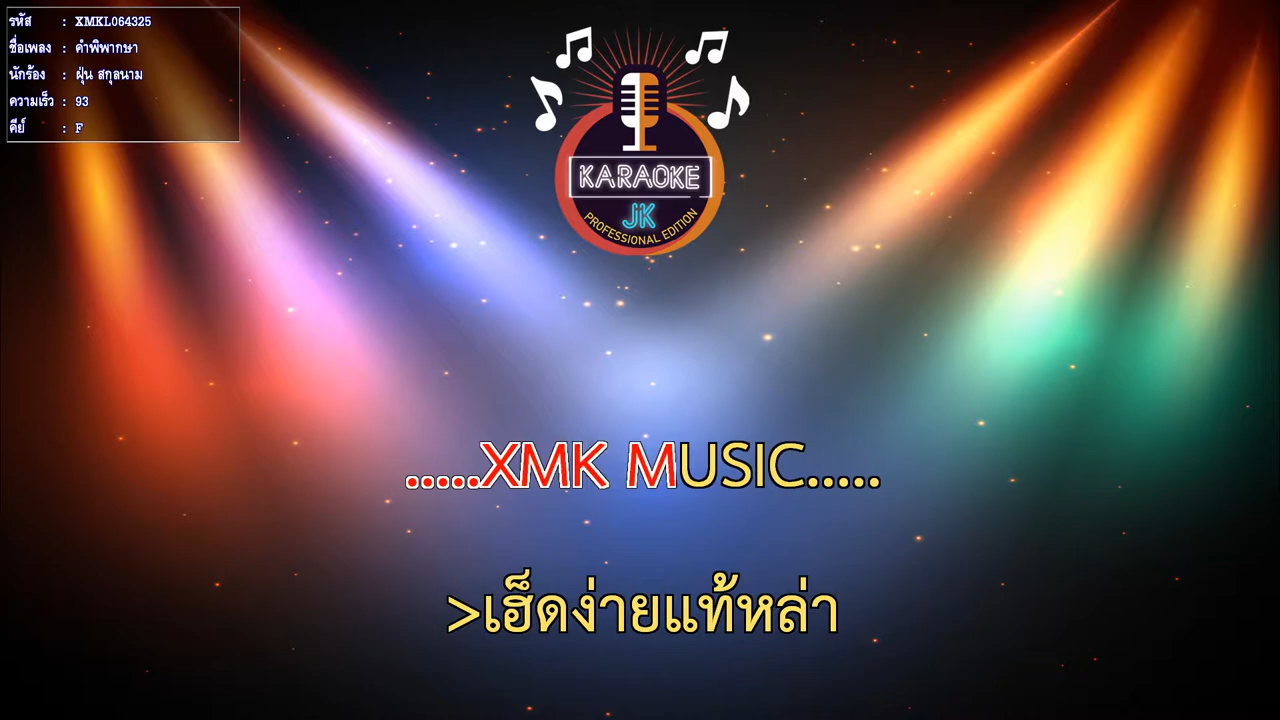 รหัส : XMKL064325
ชื่อเพลง : คำพิพากษา
นักร้อง : ฝุ่น สกุลนาม
ความเร็ว : 93
คีย์ : F
KARAOKE
JK
PROFESSIONAL EDITION
.....XMK MUSIC.....
>เฮ็ดง่ายแท้หล่า